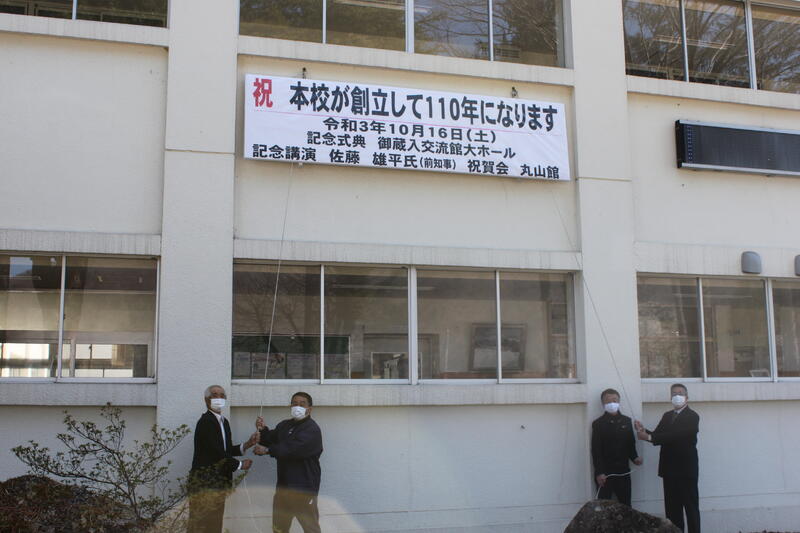 祝 本校が創立して110年になります
令和3年10月16日(土)
記念式典 御蔵入交流館大ホール
記念講演 佐藤 雄平氏(前知事) 祝賀会 丸山館